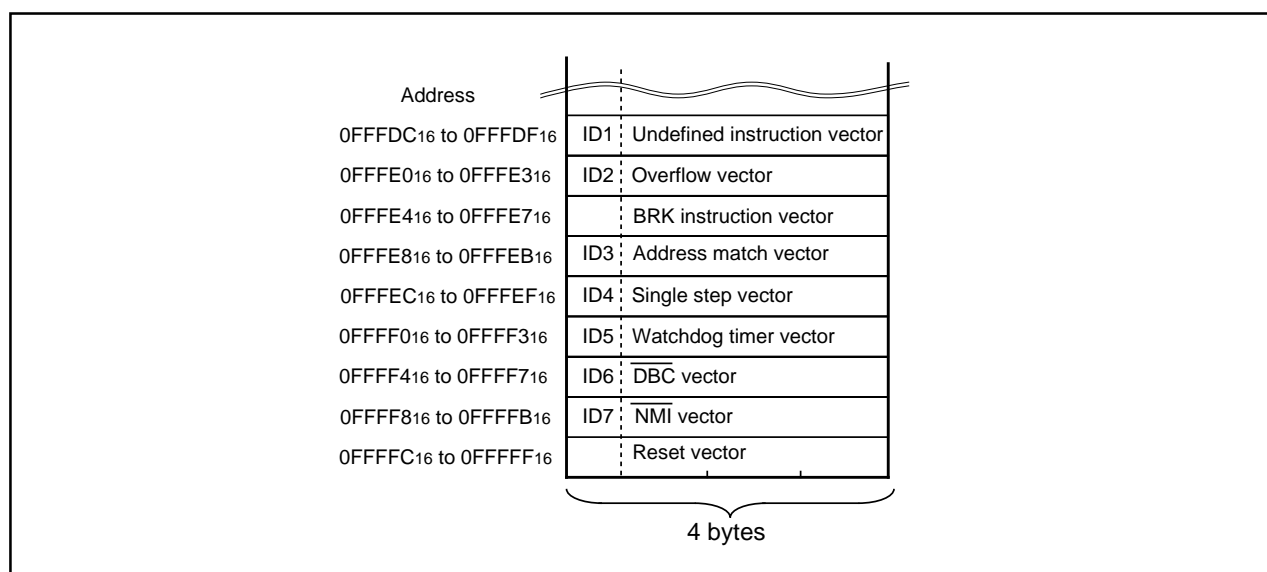 Address
0FFFDC16 to 0FFFDF16 ID1 Undefined instruction vector
0FFFE016 to 0FFFE316 ID2 Overflow vector
0FFFE416 to 0FFFE716 BRK instruction vector
0FFFE816 to 0FFFEB16 ID3 Address match vector
0FFFEC16 to 0FFFEF16 ID4 Single step vector
0FFFF016 to 0FFFF316 ID5 Watchdog timer vector
0FFFF416 to 0FFFF716 ID6 D̅B̅C̅ vector
0FFFF816 to 0FFFFB16 ID7 N̅M̅I̅ vector
0FFFFC16 to 0FFFFF16 Reset vector
4 bytes